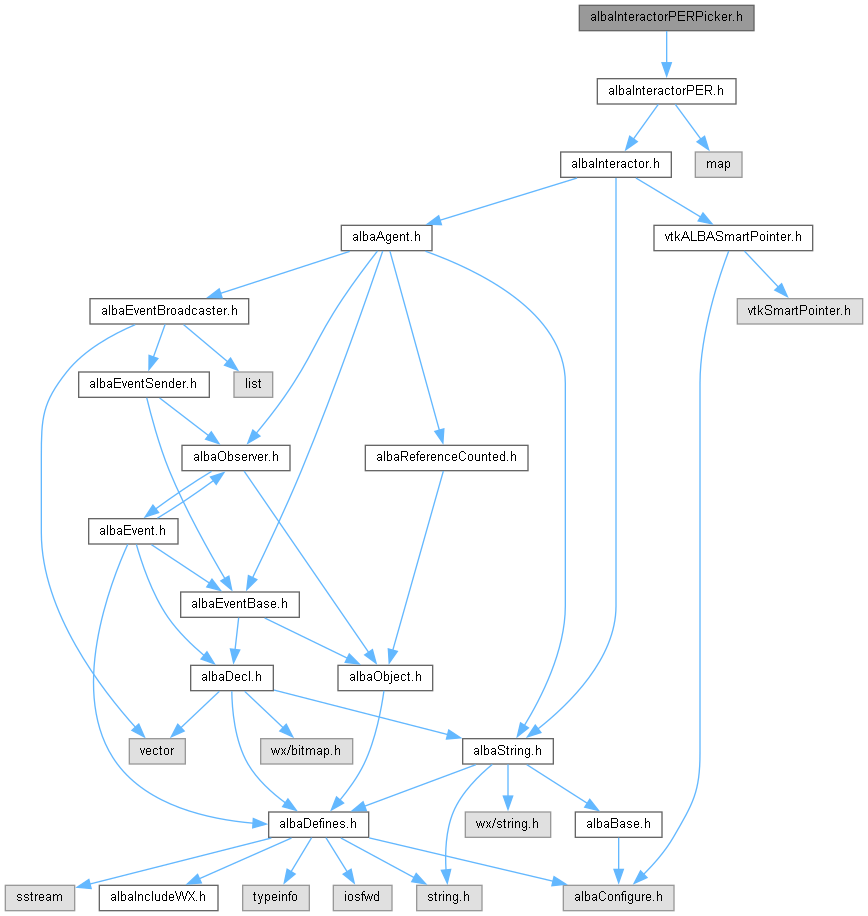 albaInteractorPERPicker.h
albaInteractorPER.h
albaInteractor.h
map
albaAgent.h
vtkALBASmartPointer.h
albaEventBroadcaster.h
vtkSmartPointer.h
albaEventSender.h
list
albaObserver.h
albaReferenceCounted.h
albaEvent.h
albaEventBase.h
albaDecl.h
albaObject.h
vector
wx/bitmap.h
albaString.h
albaDefines.h
wx/string.h
albaBase.h
sstream
albaIncludeWX.h
typeinfo
iosfwd
string.h
albaConfigure.h